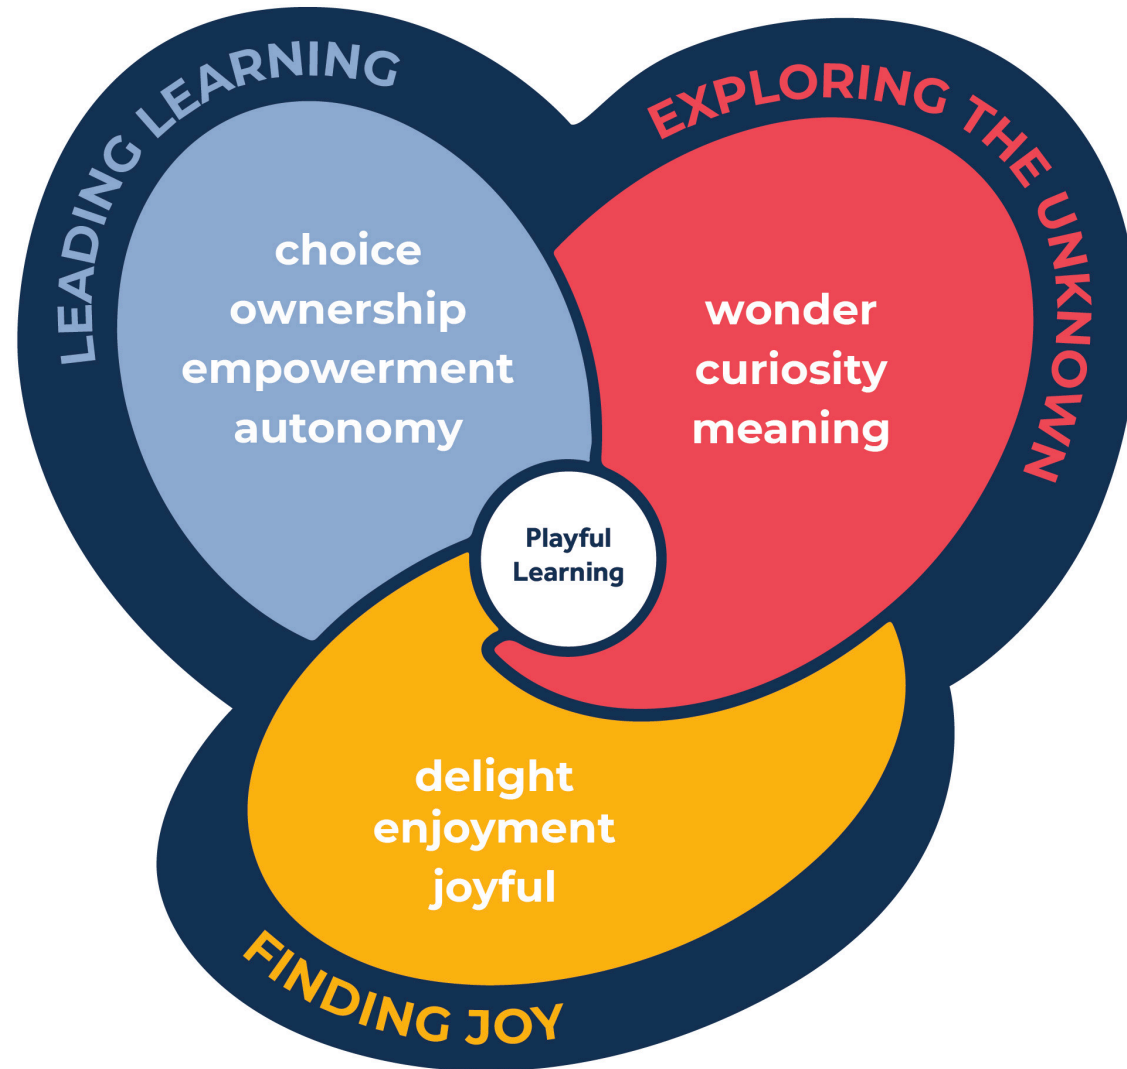 LEADING LEARNING
choice
ownership
empowerment
autonomy
EXPLORING THE UNKNOWN
wonder
curiosity
meaning
Playful
Learning
delight
enjoyment
joyful
FINDING JOY